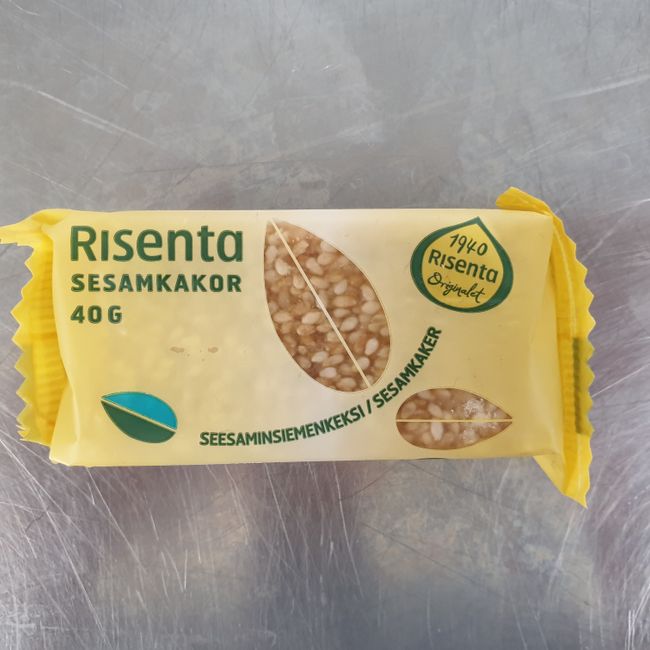 Risenta
SESAMKAKOR
40 G
1940
Risenta
Originalet
SEESAMINSIEMENKEKSI / SESAMKAKER